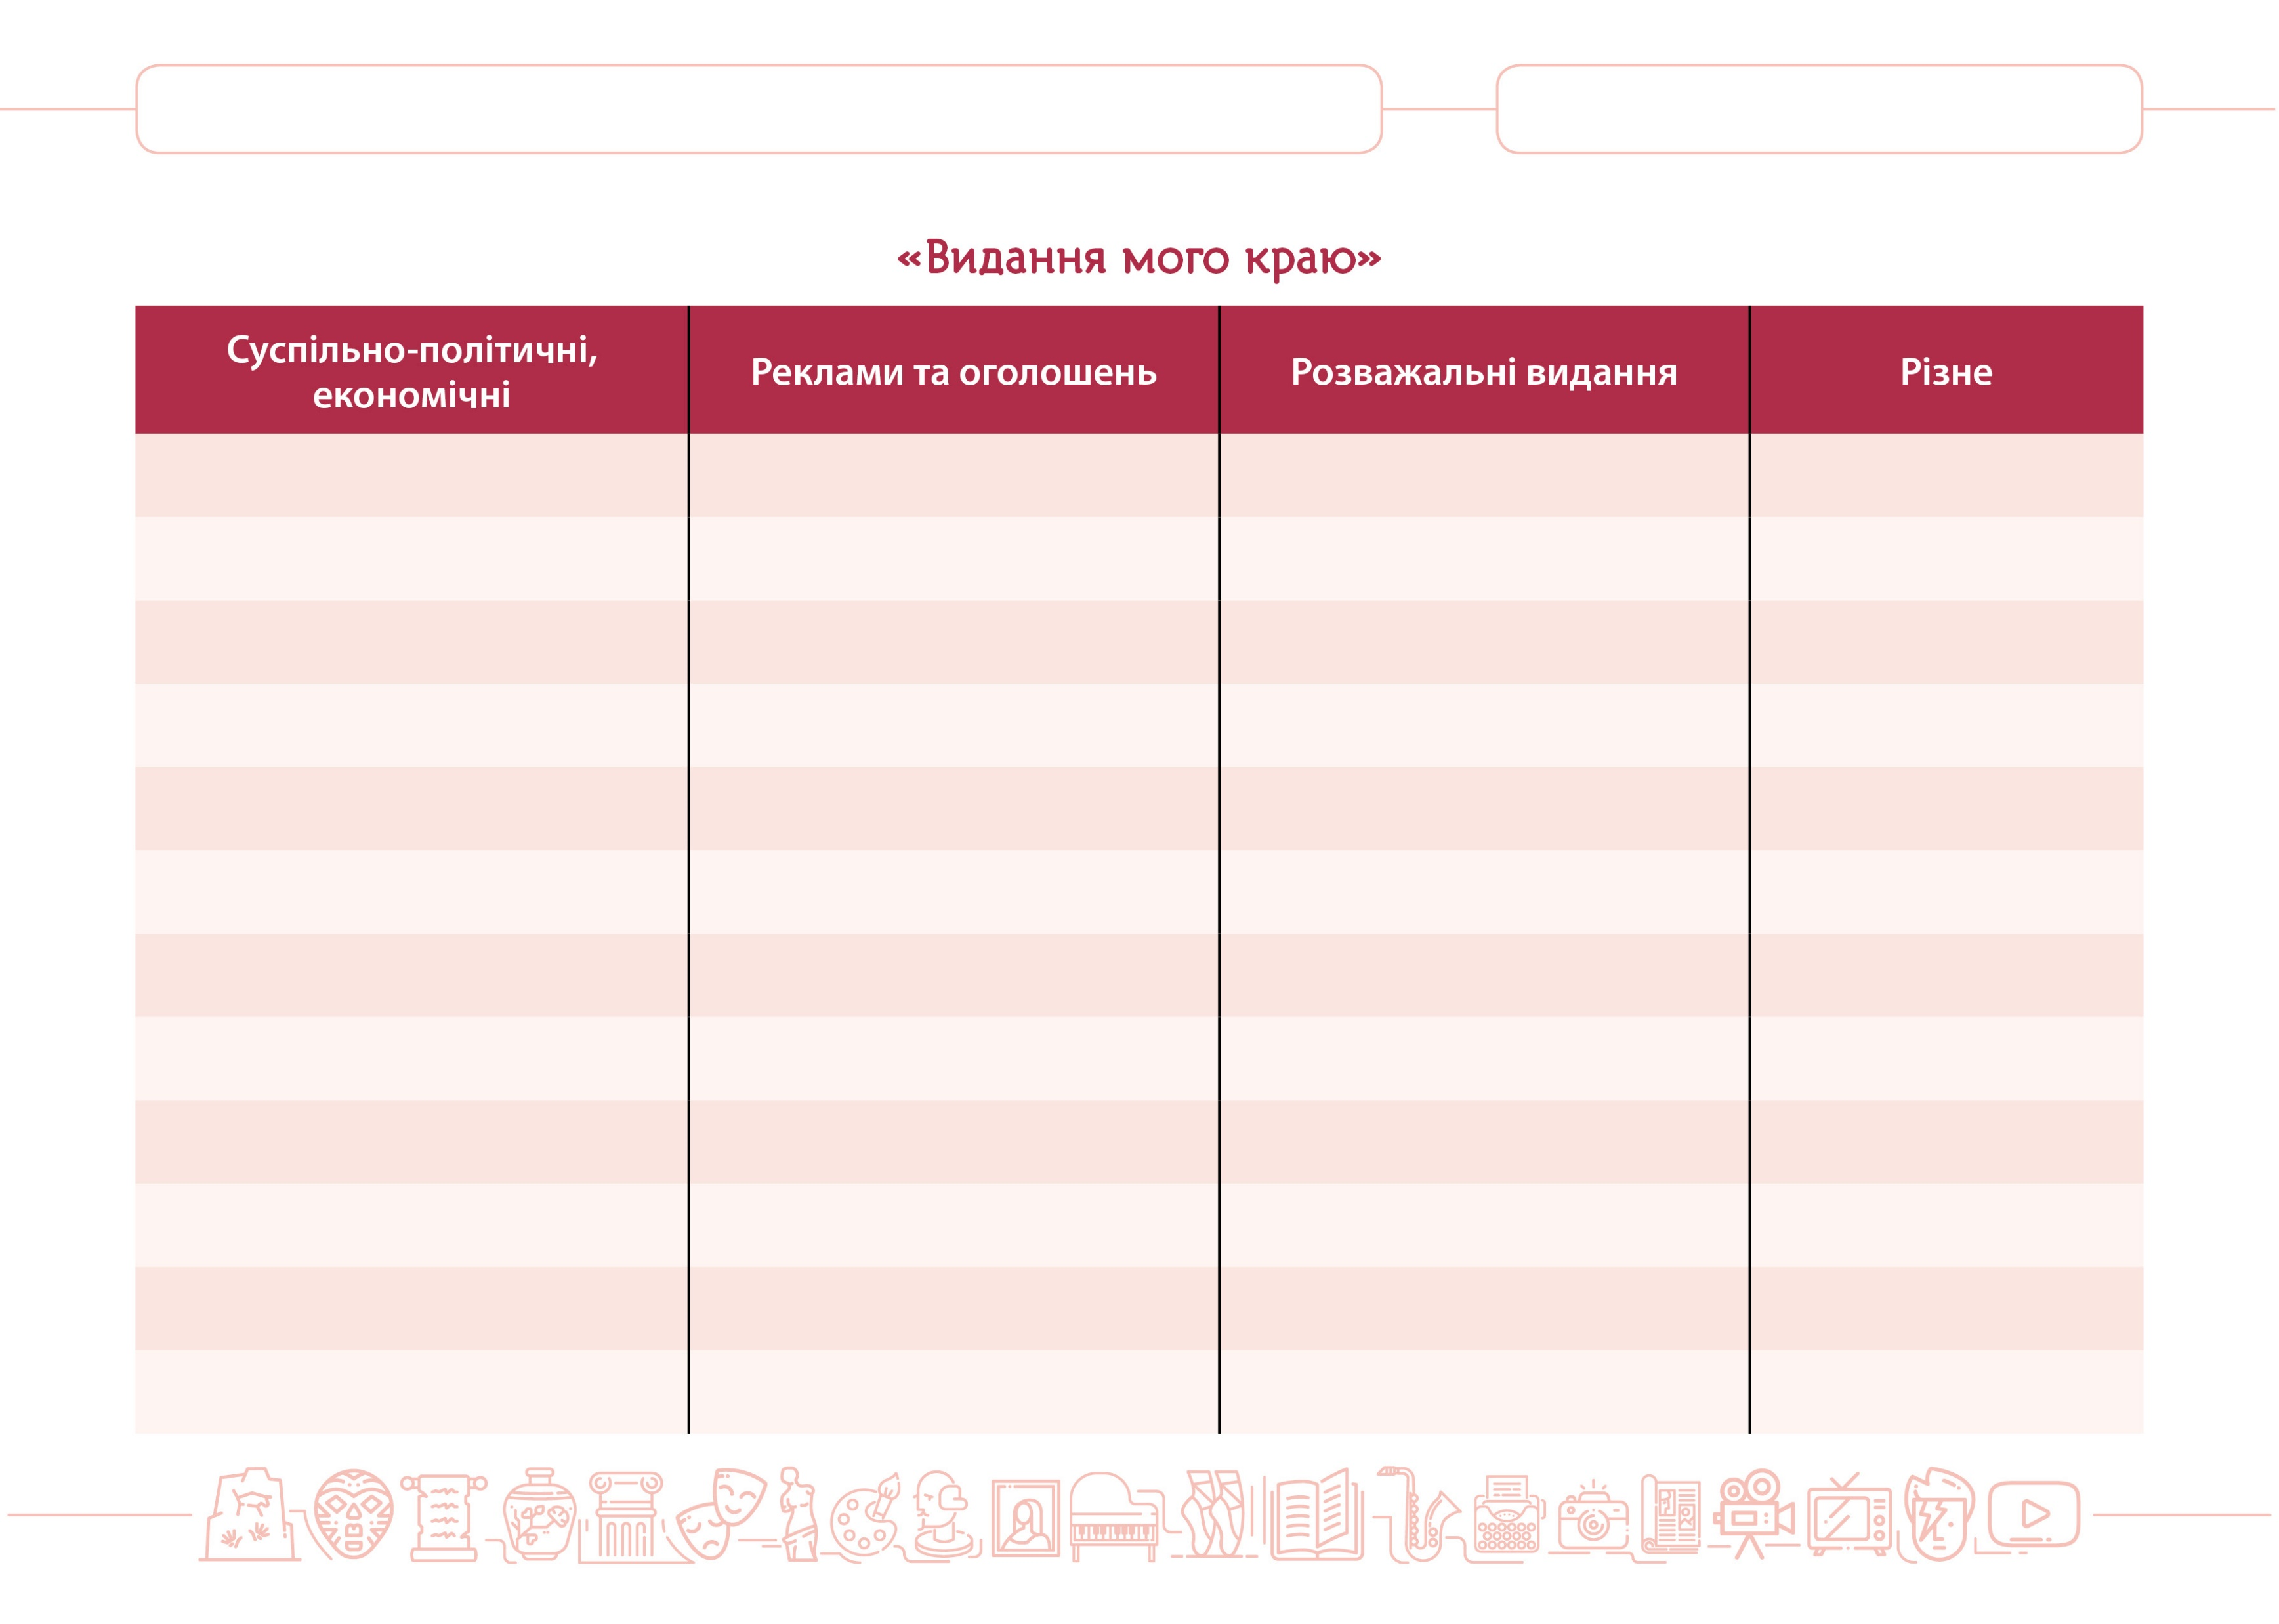 «Видання мого краю»
Суспільно-політичні,
економічні
Реклами та оголошень
Розважальні видання
Різне